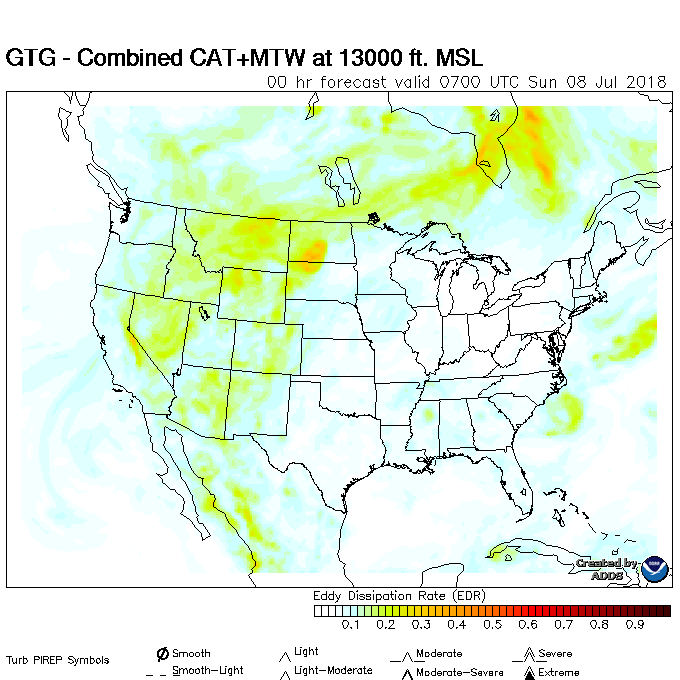 GTG - Combined CAT+MTW at 13000 ft. MSL
00 hr forecast valid 0700 UTC Sun 08 Jul 2018
Created by
ADDS
Eddy Dissipation Rate (EDR)
0.1 0.2 0.3 0.4 0.5 0.6 0.7 0.8 0.9
Turb PIREP Symbols
Smooth Light Moderate Severe
Smooth-Light Light-Moderate Moderate-Severe Extreme